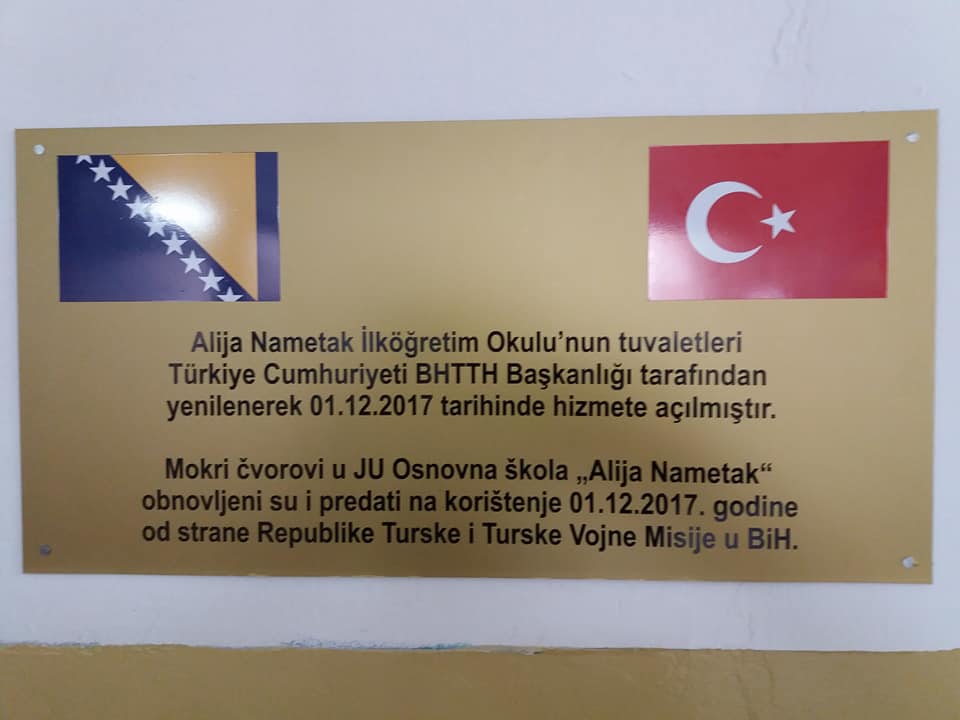 Alija Nametak İlköğretim Okulu'nun tuvaletleri
Türkiye Cumhuriyeti BHTTH Başkanlığı tarafından
yenilenerek 01.12.2017 tarihinde hizmete açılmıştır.
Mokri čvorovi u JU Osnovna škola „Alija Nametak“
obnovljeni su i predati na korištenje 01.12.2017. godine
od strane Republike Turske i Turske Vojne Misije u BiH.